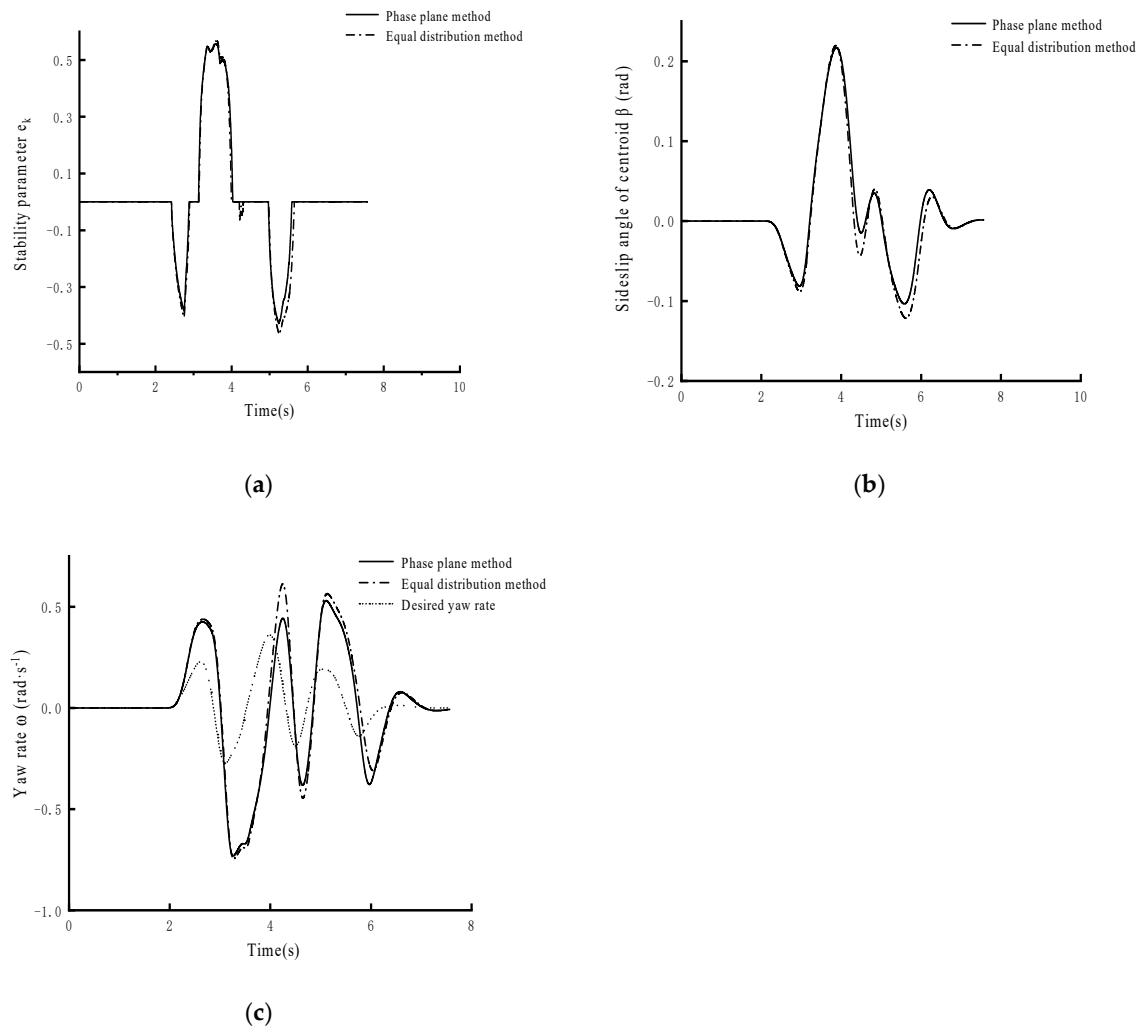 Phase plane method
Equal distribution method
0.5
0.3
0.1
-0.1
-0.3
-0.5
Stability parameter eₖ
0 2 4 6 8 10
Time(s)
(a)
Phase plane method
Equal distribution method
0.2
0.1
0.0
-0.1
-0.2
Sideslip angle of centroid β (rad)
0 2 4 6 8 10
Time(s)
(b)
Phase plane method
Equal distribution method
Desired yaw rate
0.5
0.0
-0.5
-1.0
Yaw rate ω (rad·s⁻¹)
0 2 4 6 8
Time(s)
(c)